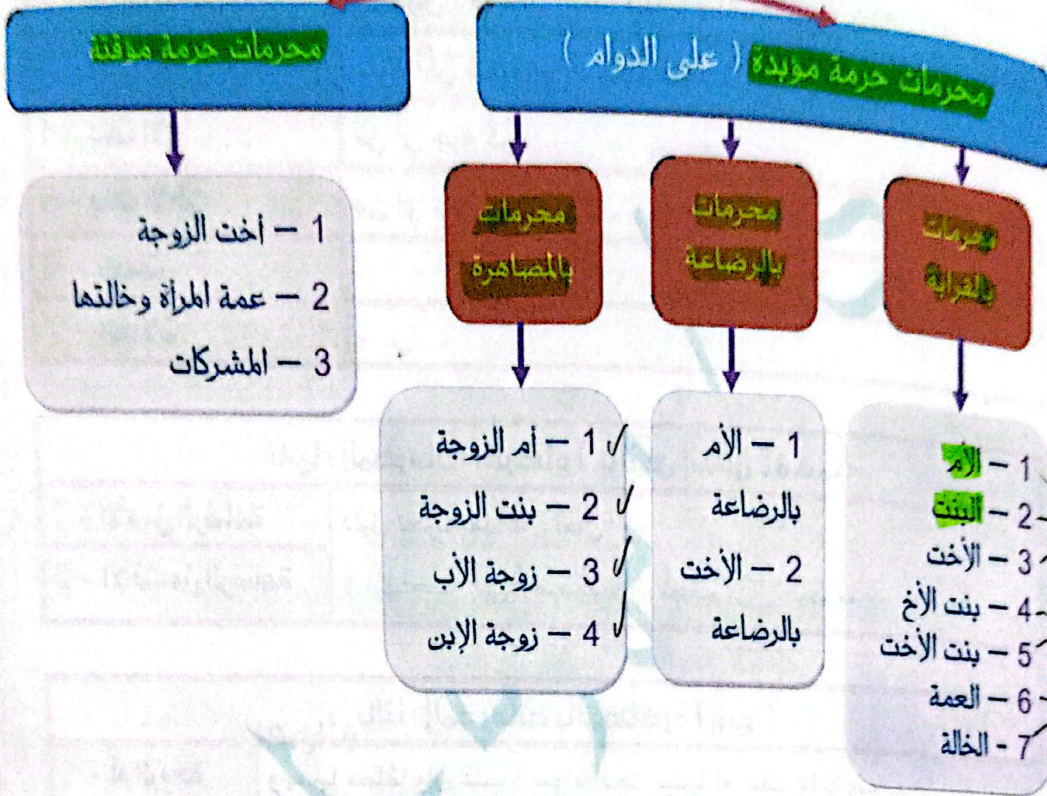 محرمات حرمة مؤبدة ( على الدوام )
محرمات حرمة مؤقتة
محرمات
بالقرابة
محرمات
بالرضاعة
محرمات
بالمصاهرة
1 – الأم
2 – البنت
3 – الأخت
4 – بنت الأخ
5 – بنت الأخت
6 – العمة
7 - الخالة
1 – الأم
بالرضاعة
2 – الأخت
بالرضاعة
1 – أم الزوجة
2 – بنت الزوجة
3 – زوجة الأب
4 – زوجة الإبن
1 – أخت الزوجة
2 – عمة المرأة وخالتها
3 – المشركات